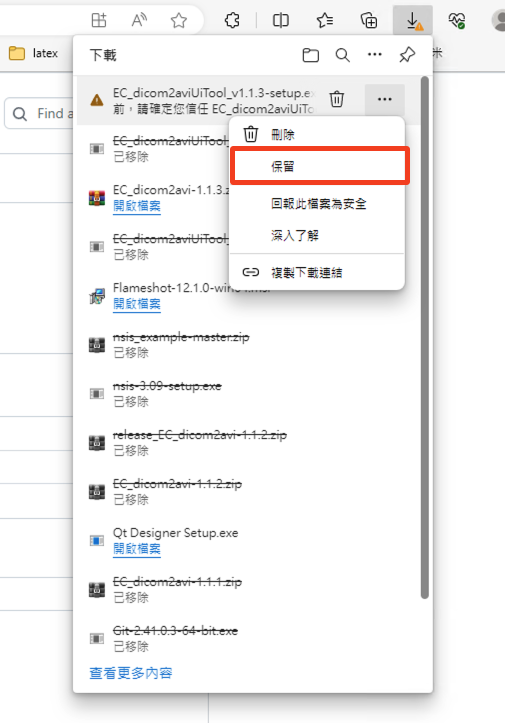 latex
米
Find a
下載
EC_dicom2aviUiTool_v1.1.3-setup.ex
前，請確定您信任 EC_dicom2aviUiTo
刪除
保留
回報此檔案為安全
深入了解
複製下載連結
EC_dicom2aviUiTool_
已移除
EC_dicom2avi-1.1.3.z
開啟檔案
EC_dicom2aviUiTool_
已移除
Flameshot-12.1.0-win64.msi
開啟檔案
nsis_example-master.zip
已移除
nsis-3.09-setup.exe
已移除
release_EC_dicom2avi-1.1.2.zip
已移除
EC_dicom2avi-1.1.2.zip
已移除
Qt Designer Setup.exe
開啟檔案
EC_dicom2avi-1.1.1.zip
已移除
Git-2.41.0.3-64-bit.exe
已移除
查看更多內容